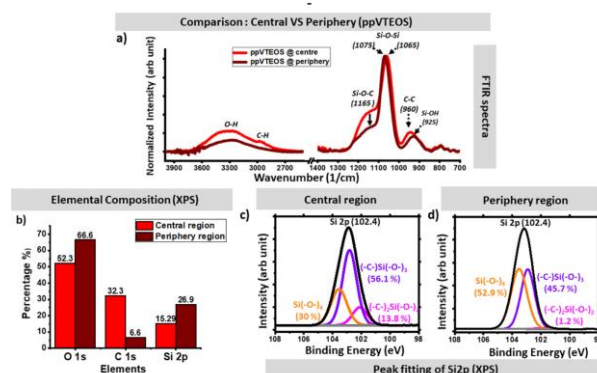 Comparison : Central VS Periphery (ppVTEOS)
a)
ppVTEOS @ centre
ppVTEOS @ periphery
Si-O-Si
(1075) (1065)
Si-O-C
(1165)
C-C
(960)
Si-OH
(925)
O-H
C-H
Normalized Intensity (arb unit)
3900 3600 3300 3000 2700 1400 1300 1200 1100 1000 900 800 700
Wavenumber (1/cm)
FTIR spectra
Elemental Composition (XPS)
b)
Central region
Periphery region
Percentage %
80
70
60
50
40
30
20
10
0
52.3
66.6
32.3
6.6
15.29
26.9
O 1s C 1s Si 2p
Elements
Central region
c)
Si 2p (102.4)
(-C-)Si(-O-)₃
(56.1%)
Si(-O-)₄
(30 %)
(-C-)₂Si(-O-)₂
(13.8 %)
Intensity (arb unit)
108 106 104 102 100 98
Binding Energy (eV)
Periphery region
d)
Si 2p (102.4)
Si(-O-)₄
(52.9%)
(-C-)Si(-O-)₃
(45.7 %)
(-C-)₂Si(-O-)₂
(1.2 %)
Intensity (arb unit)
108 106 104 102 100 98
Binding Energy (eV)
Peak fitting of Si2p (XPS)